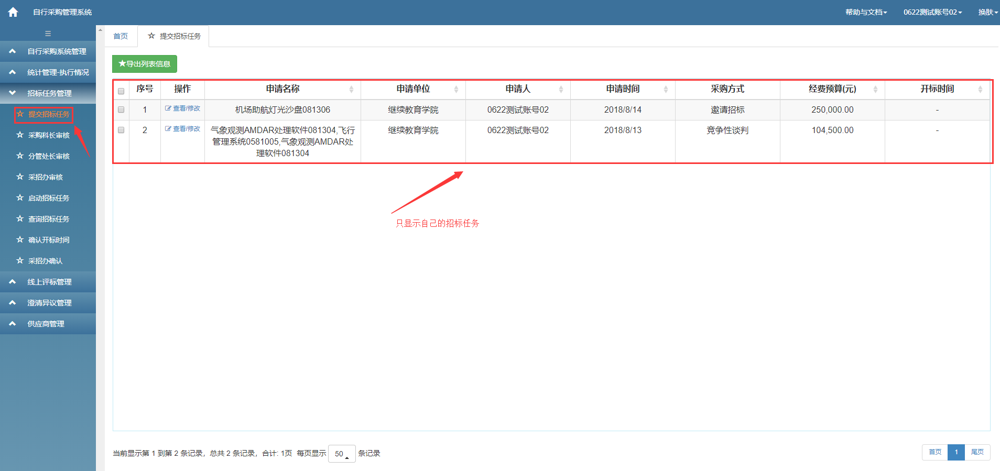 自行采购管理系统
帮助与文档
0622测试账号02
换肤
自行采购系统管理
统计管理-执行情况
招标任务管理
提交招标任务
采购科长审核
分管处长审核
采招办审核
启动招标任务
查询招标任务
确认开标时间
采招办确认
线上评标管理
澄清异议管理
供应商管理
首页
提交招标任务
导出列表信息
序号 操作 申请名称 申请单位 申请人 申请时间 采购方式 经费预算(元) 开标时间
1 查看/修改 机场助航灯光沙盘081306 继续教育学院 0622测试账号02 2018/8/14 邀请招标 250,000.00 -
2 查看/修改 气象观测AMDAR处理软件081304,飞行 继续教育学院 0622测试账号02 2018/8/13 竞争性谈判 104,500.00 -
管理系统0581005,气象观测AMDAR处
理软件081304
只显示自己的招标任务
当前显示第 1 到第 2 条记录，总共 2 条记录，合计: 1页 每页显示 50 条记录
首页 1 尾页